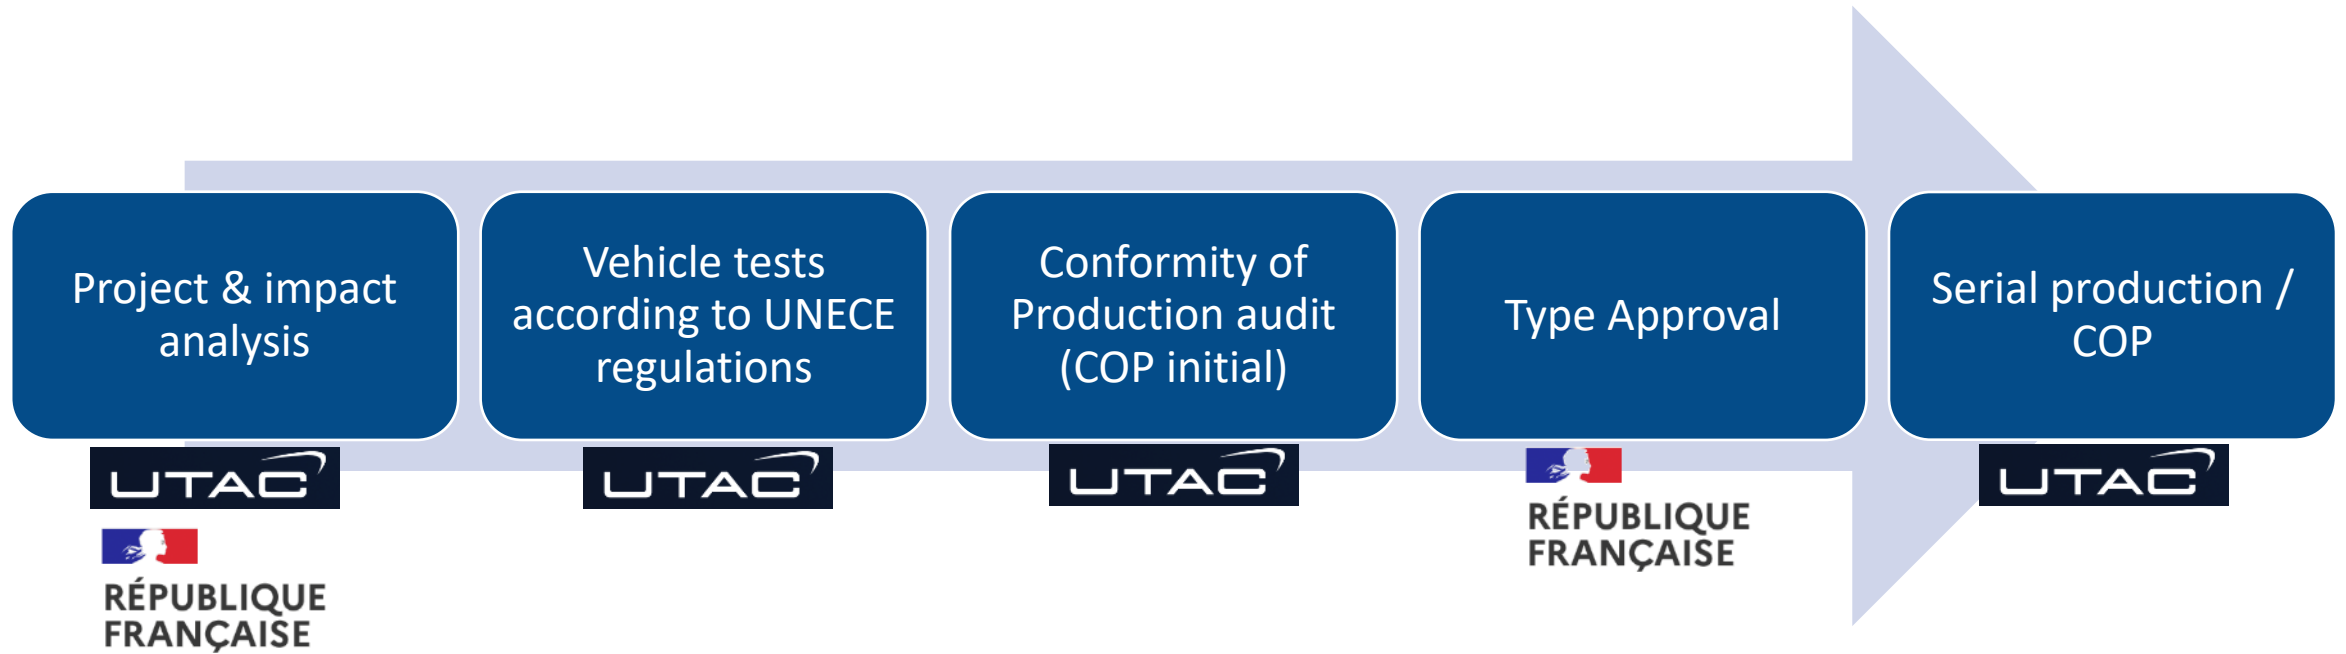 Project & impact
analysis
UTAC
RÉPUBLIQUE
FRANÇAISE
Vehicle tests
according to UNECE
regulations
UTAC
Conformity of
Production audit
(COP initial)
UTAC
Type Approval
RÉPUBLIQUE
FRANÇAISE
Serial production /
COP
UTAC